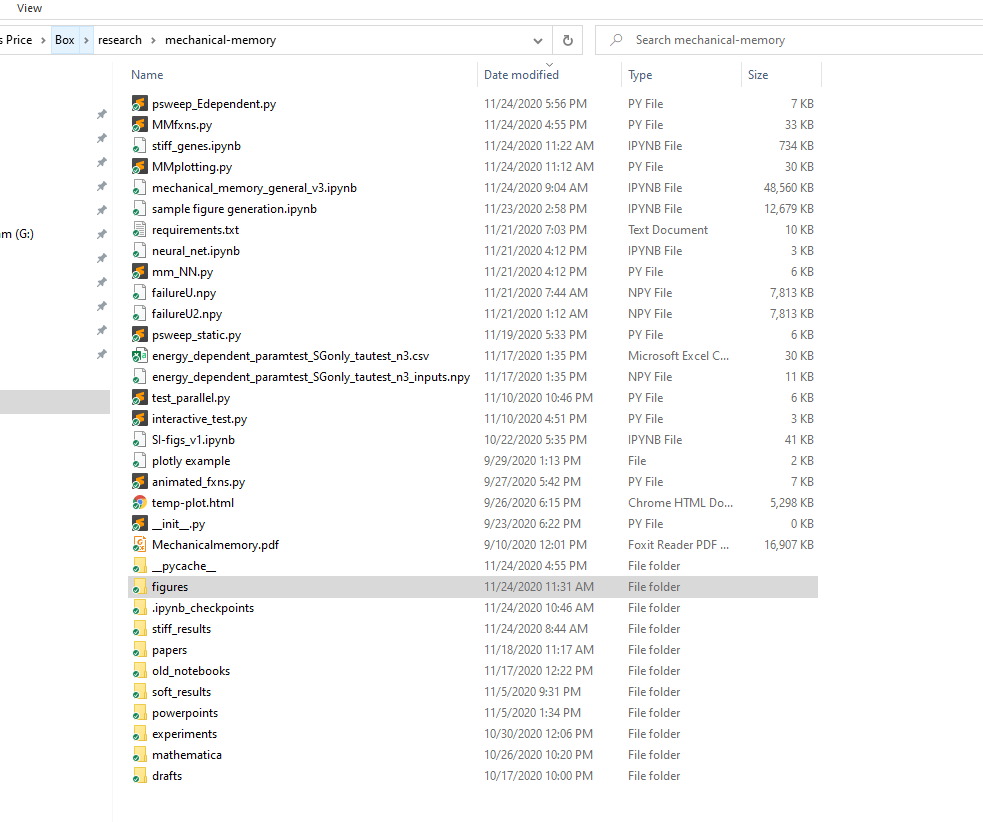 View
s Price > Box > research > mechanical-memory
Search mechanical-memory
Name Date modified Type Size
psweep_Edependent.py 11/24/2020 5:56 PM PY File 7 KB
MMfxns.py 11/24/2020 4:55 PM PY File 33 KB
stiff_genes.ipynb 11/24/2020 11:22 AM IPYNB File 734 KB
MMplotting.py 11/24/2020 11:12 AM PY File 30 KB
mechanical_memory_general_v3.ipynb 11/24/2020 9:04 AM IPYNB File 48,560 KB
sample figure generation.ipynb 11/23/2020 2:58 PM IPYNB File 12,679 KB
requirements.txt 11/21/2020 7:03 PM Text Document 10 KB
m (G:)
neural_net.ipynb 11/21/2020 4:12 PM IPYNB File 3 KB
mm_NN.py 11/21/2020 4:12 PM PY File 6 KB
failureU.npy 11/21/2020 7:44 AM NPY File 7,813 KB
failureU2.npy 11/21/2020 1:12 AM NPY File 7,813 KB
psweep_static.py 11/19/2020 5:33 PM PY File 6 KB
energy_dependent_paramtest_SGonly_tautest_n3.csv 11/17/2020 1:35 PM Microsoft Excel C... 30 KB
energy_dependent_paramtest_SGonly_tautest_n3_inputs.npy 11/17/2020 1:35 PM NPY File 11 KB
test_parallel.py 11/10/2020 10:46 PM PY File 6 KB
interactive_test.py 11/10/2020 4:51 PM PY File 3 KB
SI-figs_v1.ipynb 10/22/2020 5:35 PM IPYNB File 41 KB
plotly example 9/29/2020 1:13 PM File 2 KB
animated_fxns.py 9/27/2020 5:42 PM PY File 7 KB
temp-plot.html 9/26/2020 6:15 PM Chrome HTML Do... 5,298 KB
__init__.py 9/23/2020 6:22 PM PY File 0 KB
Mechanicalmemory.pdf 9/10/2020 12:01 PM Foxit Reader PDF ... 16,907 KB
__pycache__ 11/24/2020 4:55 PM File folder
figures 11/24/2020 11:31 AM File folder
.ipynb_checkpoints 11/24/2020 10:46 AM File folder
stiff_results 11/24/2020 8:44 AM File folder
papers 11/18/2020 11:17 AM File folder
old_notebooks 11/17/2020 12:22 PM File folder
soft_results 11/5/2020 9:31 PM File folder
powerpoints 11/5/2020 1:34 PM File folder
experiments 10/30/2020 12:06 PM File folder
mathematica 10/26/2020 10:20 PM File folder
drafts 10/17/2020 10:00 PM File folder